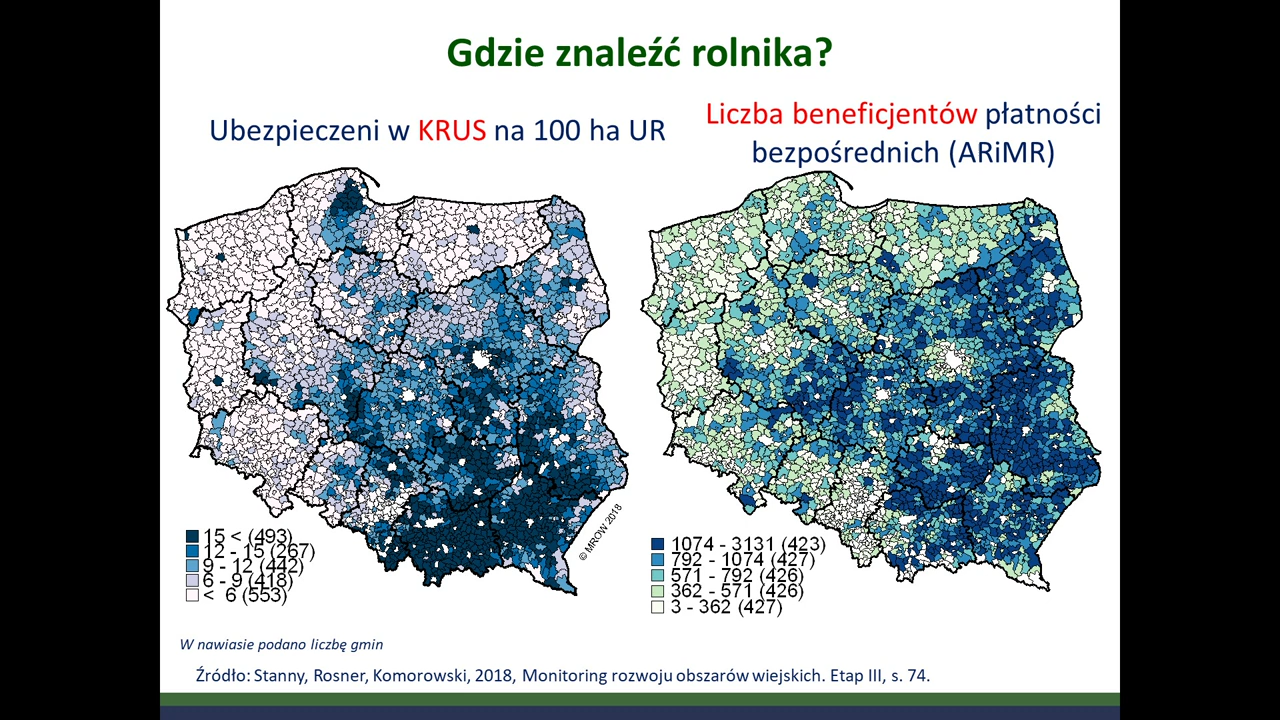 Gdzie znaleźć rolnika?
Ubezpieczeni w KRUS na 100 ha UR
Liczba beneficjentów płatności
bezpośrednich (ARiMR)
15 < (493)
12 - 15 (267)
9 - 12 (442)
6 - 9 (418)
< 6 (553)
© MROW 2018
1074 - 3131 (423)
792 - 1074 (427)
571 - 792 (426)
362 - 571 (426)
3 - 362 (427)
W nawiasie podano liczbę gmin
Źródło: Stanny, Rosner, Komorowski, 2018, Monitoring rozwoju obszarów wiejskich. Etap III, s. 74.